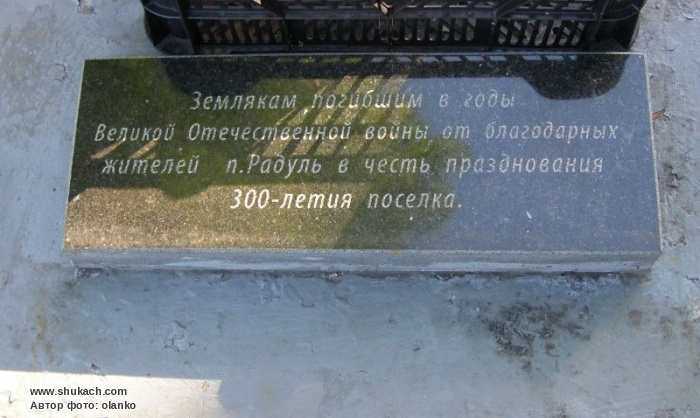 Землякам погибшим в годы
Великой Отечественной войны от благодарных
жителей п.Радуль в честь празднования
300-летия поселка.
www.shukach.com
Автор фото: olanko